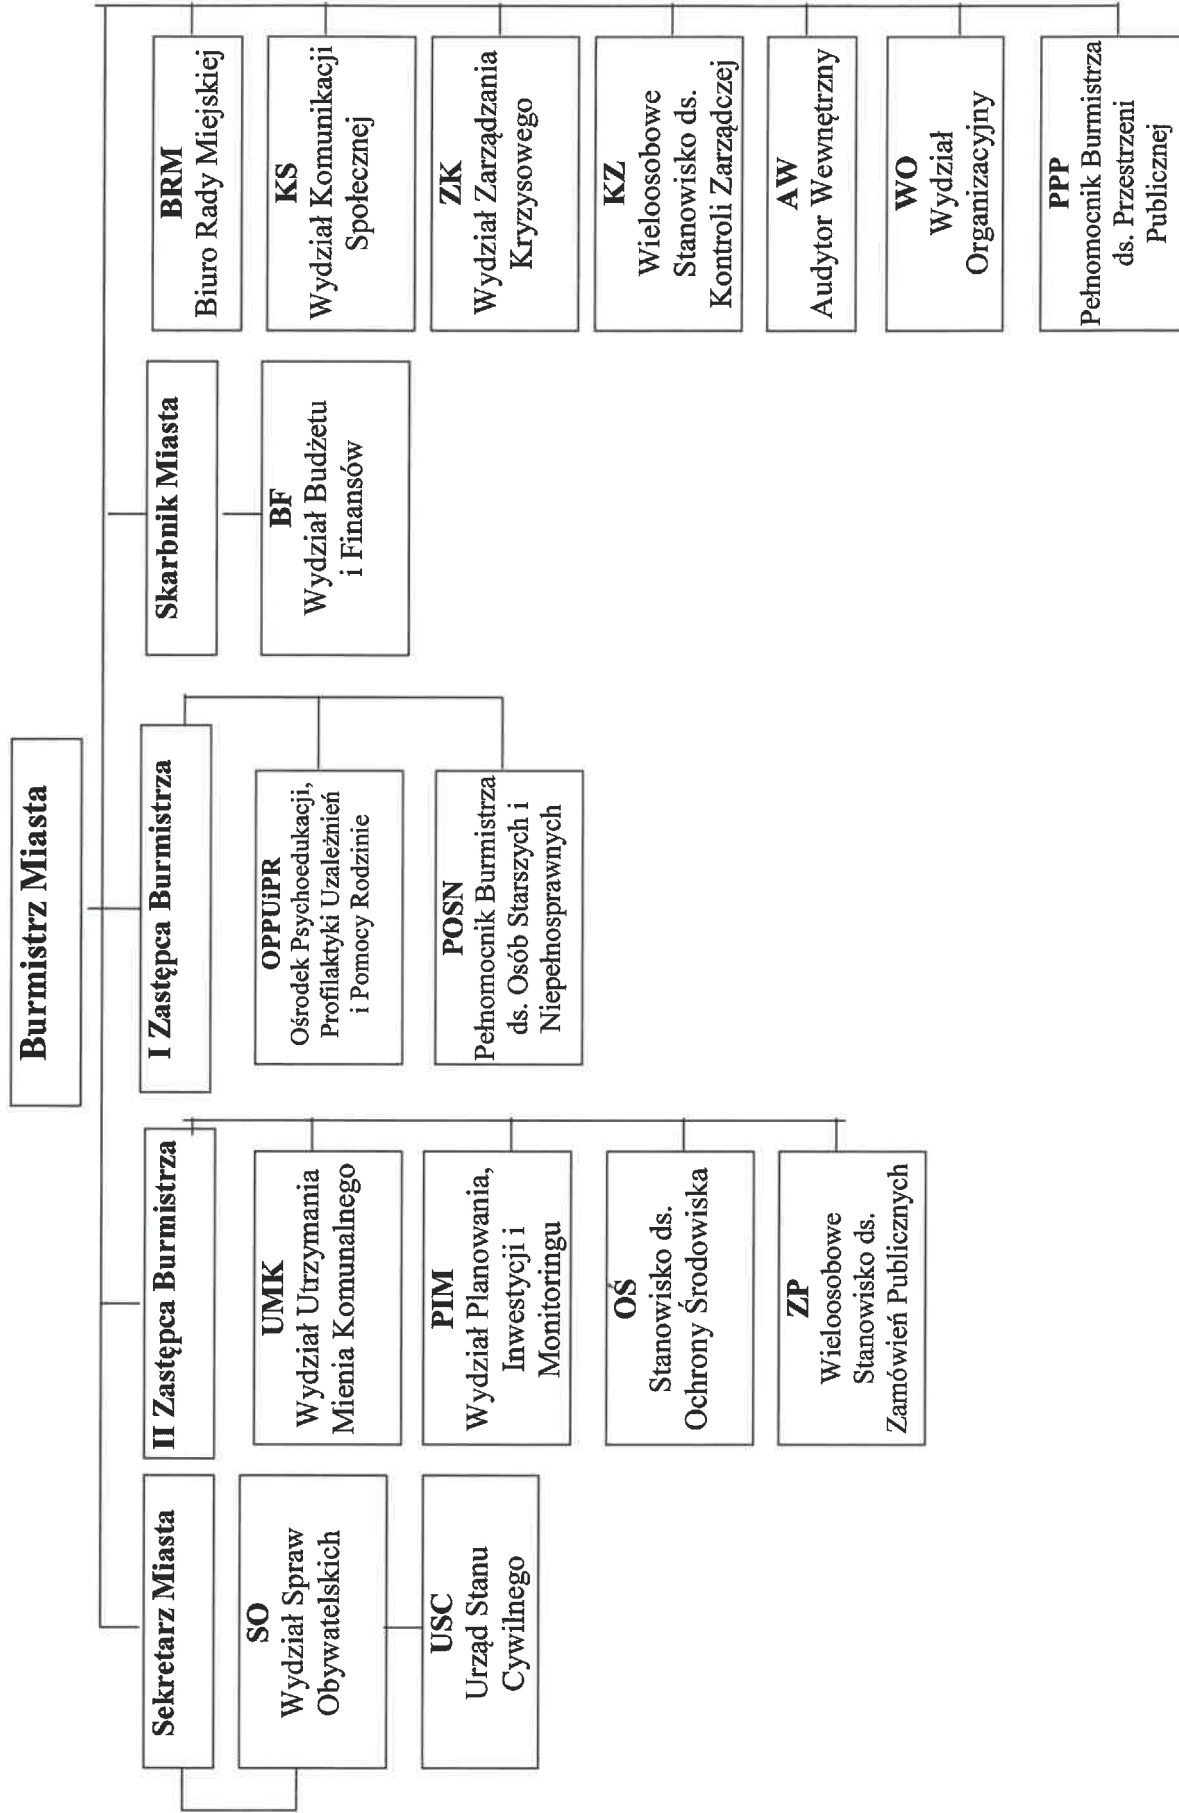 Burmistrz Miasta
Sekretarz Miasta
SO
Wydział Spraw
Obywatelskich
USC
Urząd Stanu
Cywilnego
II Zastępca Burmistrza
UMK
Wydział Utrzymania
Mienia Komunalnego
PIM
Wydział Planowania,
Inwestycji i
Monitoringu
OŚ
Stanowisko ds.
Ochrony Środowiska
ZP
Wieloosobowe
Stanowisko ds.
Zamówień Publicznych
I Zastępca Burmistrza
OPPUiPR
Ośrodek Psychoedukacji,
Profilaktyki Uzależnień
i Pomocy Rodzinie
POSN
Pełnomocnik Burmistrza
ds. Osób Starszych i
Niepełnosprawnych
Skarbnik Miasta
BF
Wydział Budżetu
i Finansów
BRM
Biuro Rady Miejskiej
KS
Wydział Komunikacji
Społecznej
ZK
Wydział Zarządzania
Kryzysowego
KZ
Wieloosobowe
Stanowisko ds.
Kontroli Zarządczej
AW
Audytor Wewnętrzny
WO
Wydział
Organizacyjny
PPP
Pełnomocnik Burmistrza
ds. Przestrzeni
Publicznej